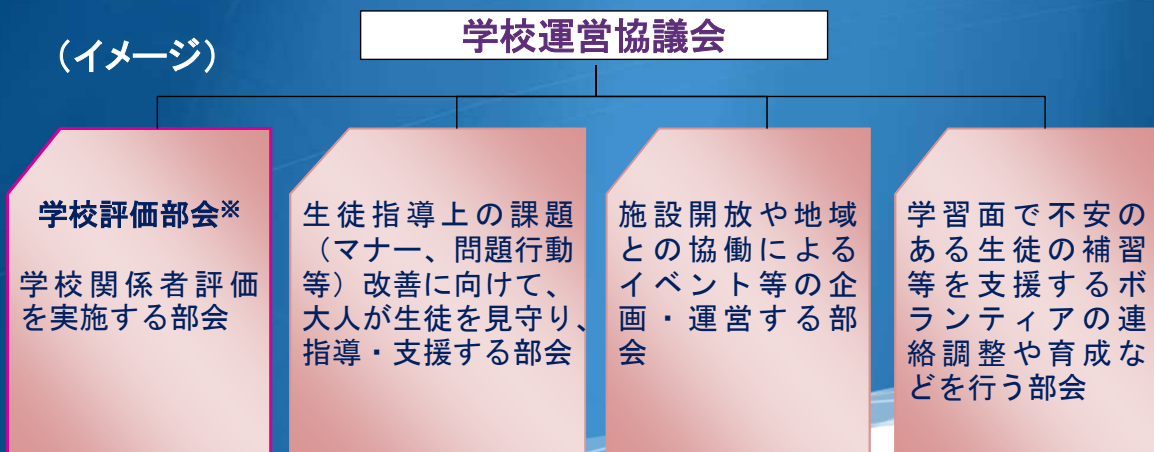 (イメージ)
学校運営協議会
学校評価部会※
学校関係者評価
を実施する部会
生徒指導上の課題
(マナー、問題行動
等)改善に向けて、
大人が生徒を見守り、
指導・支援する部会
施設開放や地域
との協働による
イベント等の企
画・運営する部
会
学習面で不安の
ある生徒の補習
等を支援するボ
ランティアの連
絡調整や育成な
どを行う部会